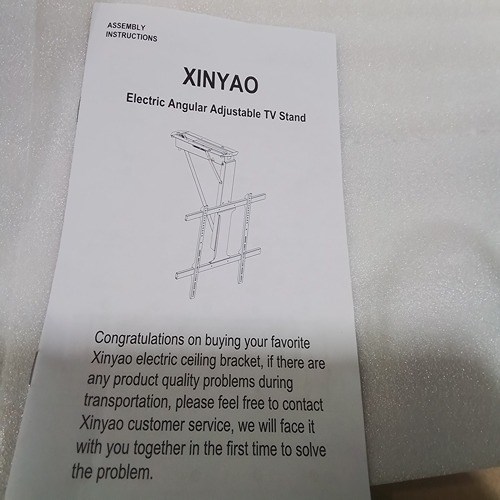 ASSEMBLY
INSTRUCTIONS
XINYAO
Electric Angular Adjustable TV Stand
Congratulations on buying your favorite
Xinyao electric ceiling bracket, if there are
any product quality problems during
transportation, please feel free to contact
Xinyao customer service, we will face it
with you together in the first time to solve
the problem.